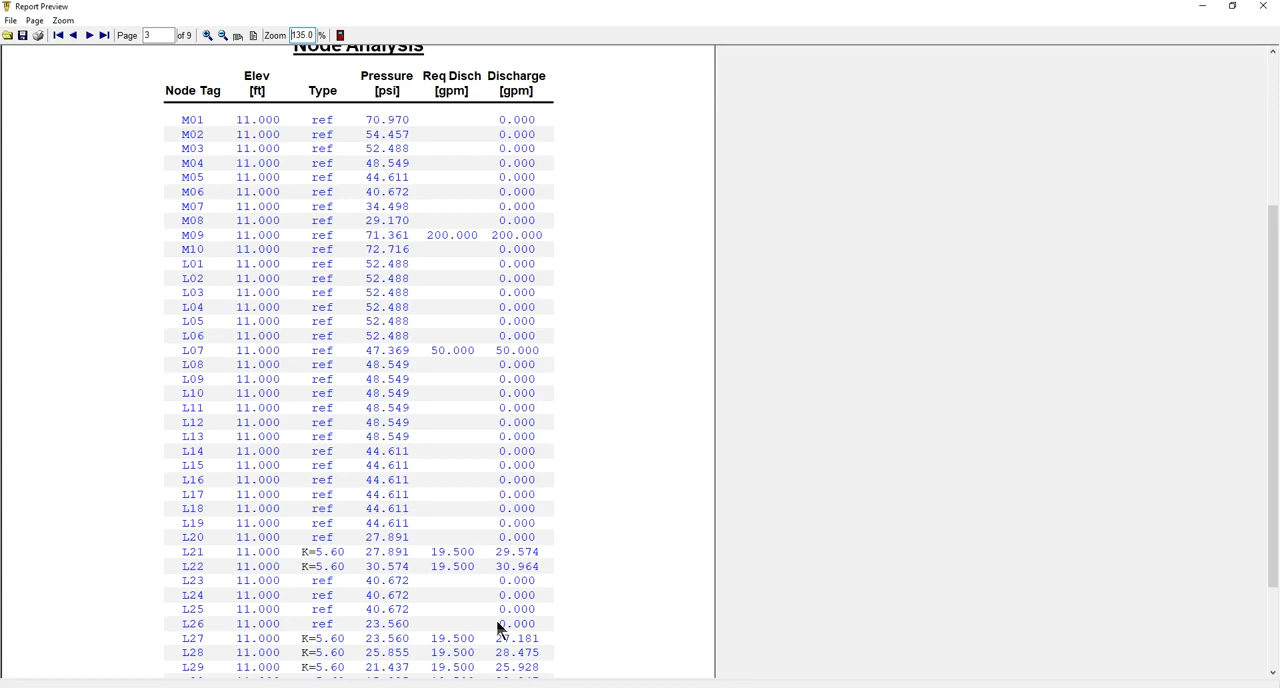 Report Preview
File Page Zoom
Page 3 of 9 Zoom 135.0 %
Node Analysis
Elev Pressure Req Disch Discharge
Node Tag [ft] Type [psi] [gpm] [gpm]
M01 11.000 ref 70.970 0.000
M02 11.000 ref 54.457 0.000
M03 11.000 ref 52.488 0.000
M04 11.000 ref 48.549 0.000
M05 11.000 ref 44.611 0.000
M06 11.000 ref 40.672 0.000
M07 11.000 ref 34.498 0.000
M08 11.000 ref 29.170 0.000
M09 11.000 ref 71.361 200.000 200.000
M10 11.000 ref 72.716 0.000
L01 11.000 ref 52.488 0.000
L02 11.000 ref 52.488 0.000
L03 11.000 ref 52.488 0.000
L04 11.000 ref 52.488 0.000
L05 11.000 ref 52.488 0.000
L06 11.000 ref 52.488 0.000
L07 11.000 ref 47.369 50.000 50.000
L08 11.000 ref 48.549 0.000
L09 11.000 ref 48.549 0.000
L10 11.000 ref 48.549 0.000
L11 11.000 ref 48.549 0.000
L12 11.000 ref 48.549 0.000
L13 11.000 ref 48.549 0.000
L14 11.000 ref 44.611 0.000
L15 11.000 ref 44.611 0.000
L16 11.000 ref 44.611 0.000
L17 11.000 ref 44.611 0.000
L18 11.000 ref 44.611 0.000
L19 11.000 ref 44.611 0.000
L20 11.000 ref 27.891 0.000
L21 11.000 K=5.60 27.891 19.500 29.574
L22 11.000 K=5.60 30.574 19.500 30.964
L23 11.000 ref 40.672 0.000
L24 11.000 ref 40.672 0.000
L25 11.000 ref 40.672 0.000
L26 11.000 ref 23.560 0.000
L27 11.000 K=5.60 23.560 19.500 27.181
L28 11.000 K=5.60 25.855 19.500 28.475
L29 11.000 K=5.60 21.437 19.500 25.928